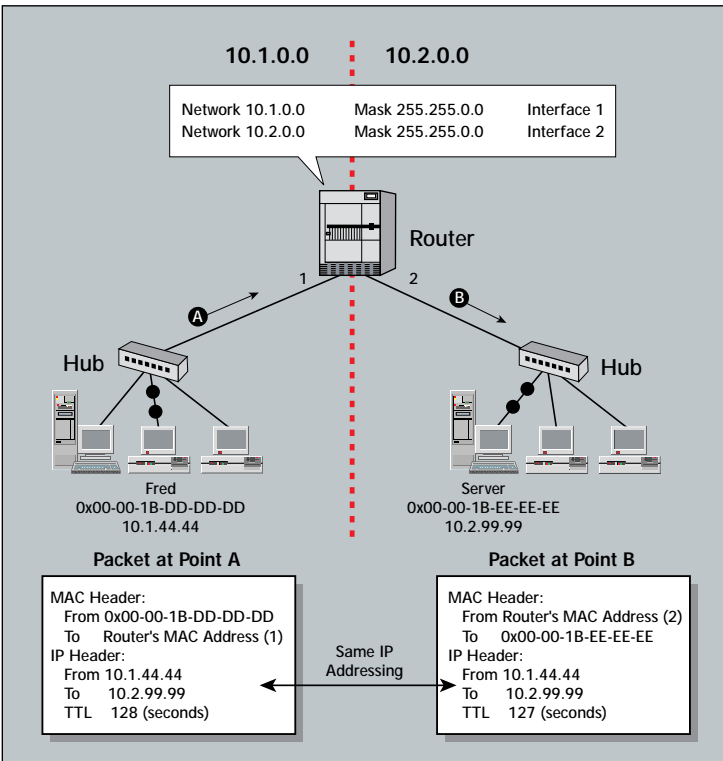 10.1.0.0 10.2.0.0
Network 10.1.0.0 Mask 255.255.0.0 Interface 1
Network 10.2.0.0 Mask 255.255.0.0 Interface 2
Router
1 2
A B
Hub Hub
Fred
0x00-00-1B-DD-DD-DD
10.1.44.44
Server
0x00-00-1B-EE-EE-EE
10.2.99.99
Packet at Point A
MAC Header:
From 0x00-00-1B-DD-DD-DD
To Router's MAC Address (1)
IP Header:
From 10.1.44.44
To 10.2.99.99
TTL 128 (seconds)
Same IP
Addressing
Packet at Point B
MAC Header:
From Router's MAC Address (2)
To 0x00-00-1B-EE-EE-EE
IP Header:
From 10.1.44.44
To 10.2.99.99
TTL 127 (seconds)